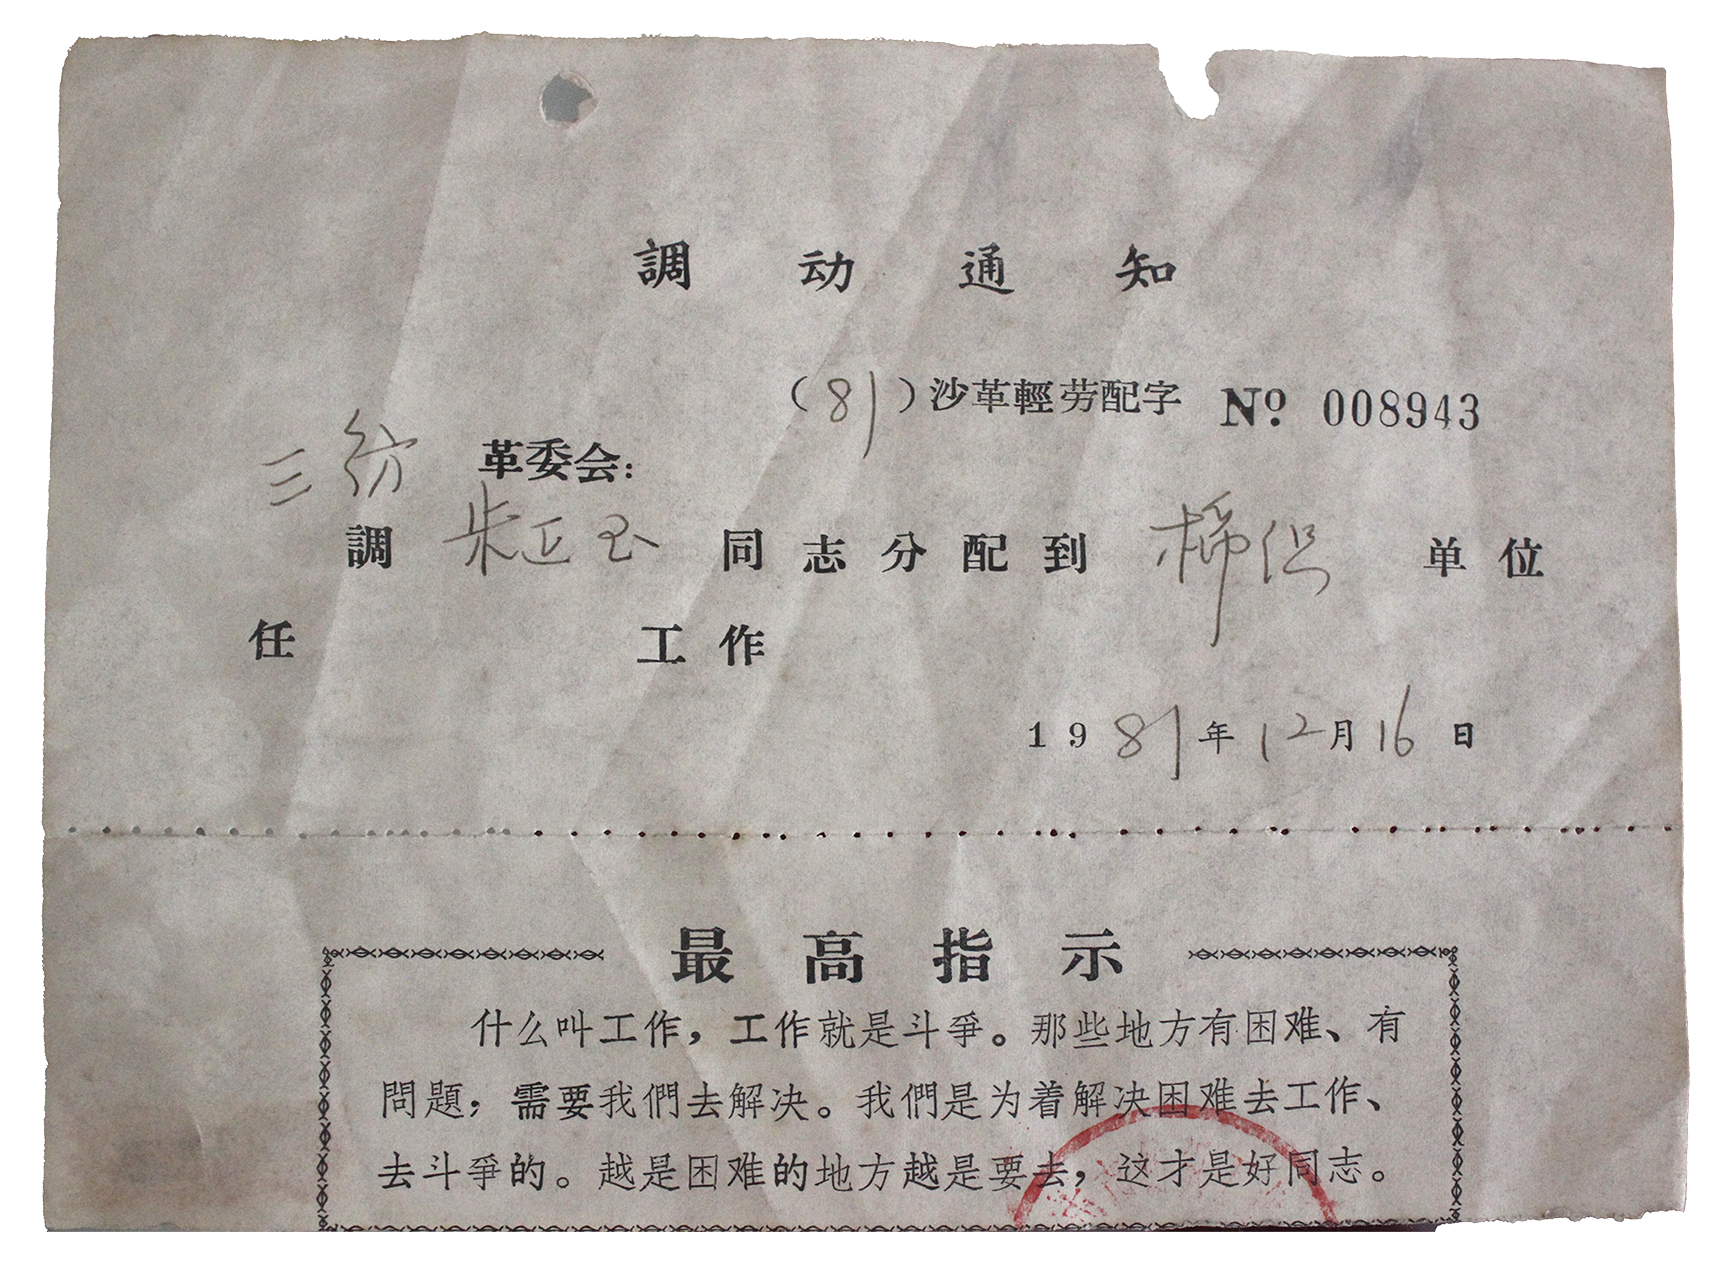 調动通知
（81）沙革輕劳配字 No 008943
三纺 革委会：
調 朱正玉 同志分配到 棉织 单位
任 工作
1981年12月16日
最高指示
什么叫工作，工作就是斗爭。那些地方有困难、有
問題，需要我們去解决。我們是为着解决困难去工作、
去斗爭的。越是困难的地方越是要去，这才是好同志。